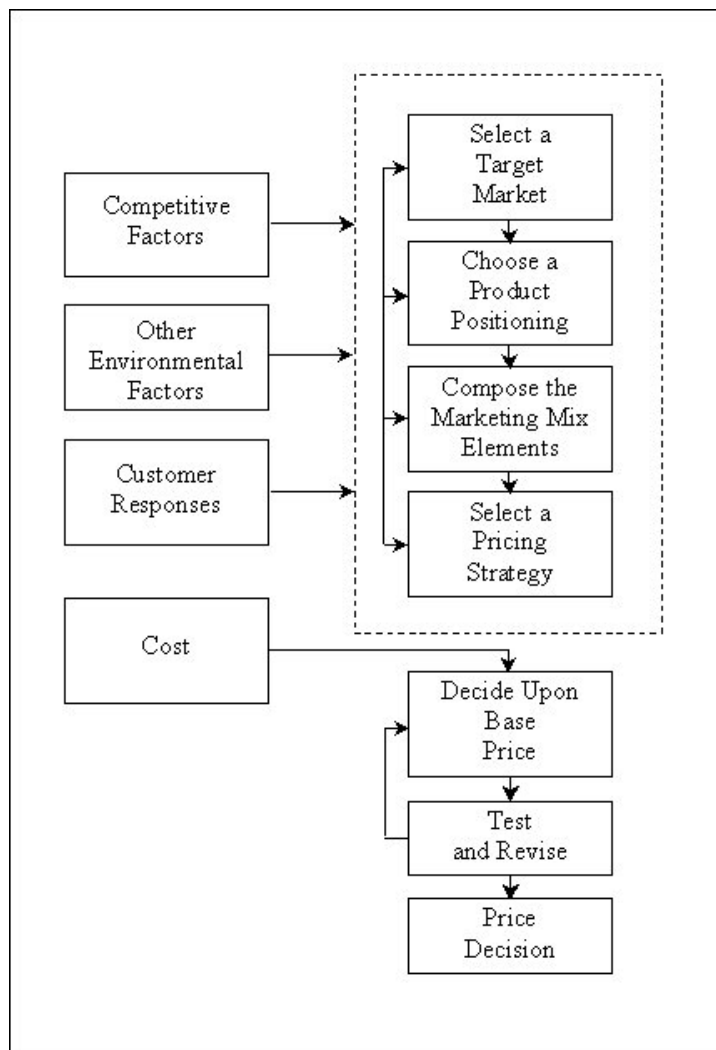 Competitive
Factors
Other
Environmental
Factors
Customer
Responses
Cost
Select a
Target
Market
Choose a
Product
Positioning
Compose the
Marketing Mix
Elements
Select a
Pricing
Strategy
Decide Upon
Base
Price
Test
and Revise
Price
Decision